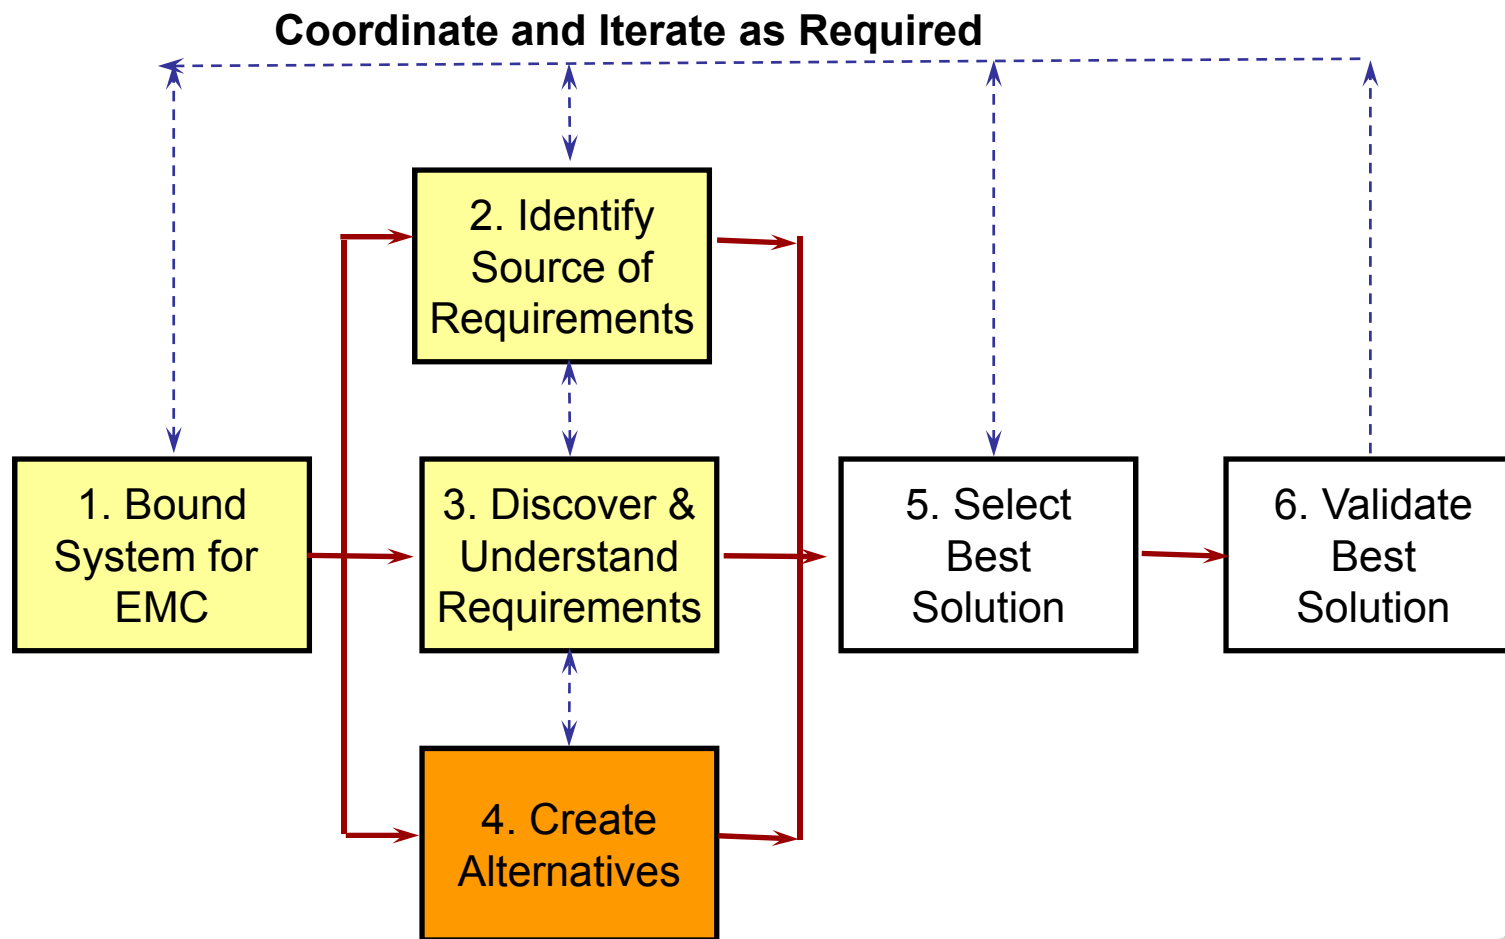 Coordinate and Iterate as Required
2. Identify
Source of
Requirements
1. Bound
System for
EMC
3. Discover &
Understand
Requirements
5. Select
Best
Solution
6. Validate
Best
Solution
4. Create
Alternatives